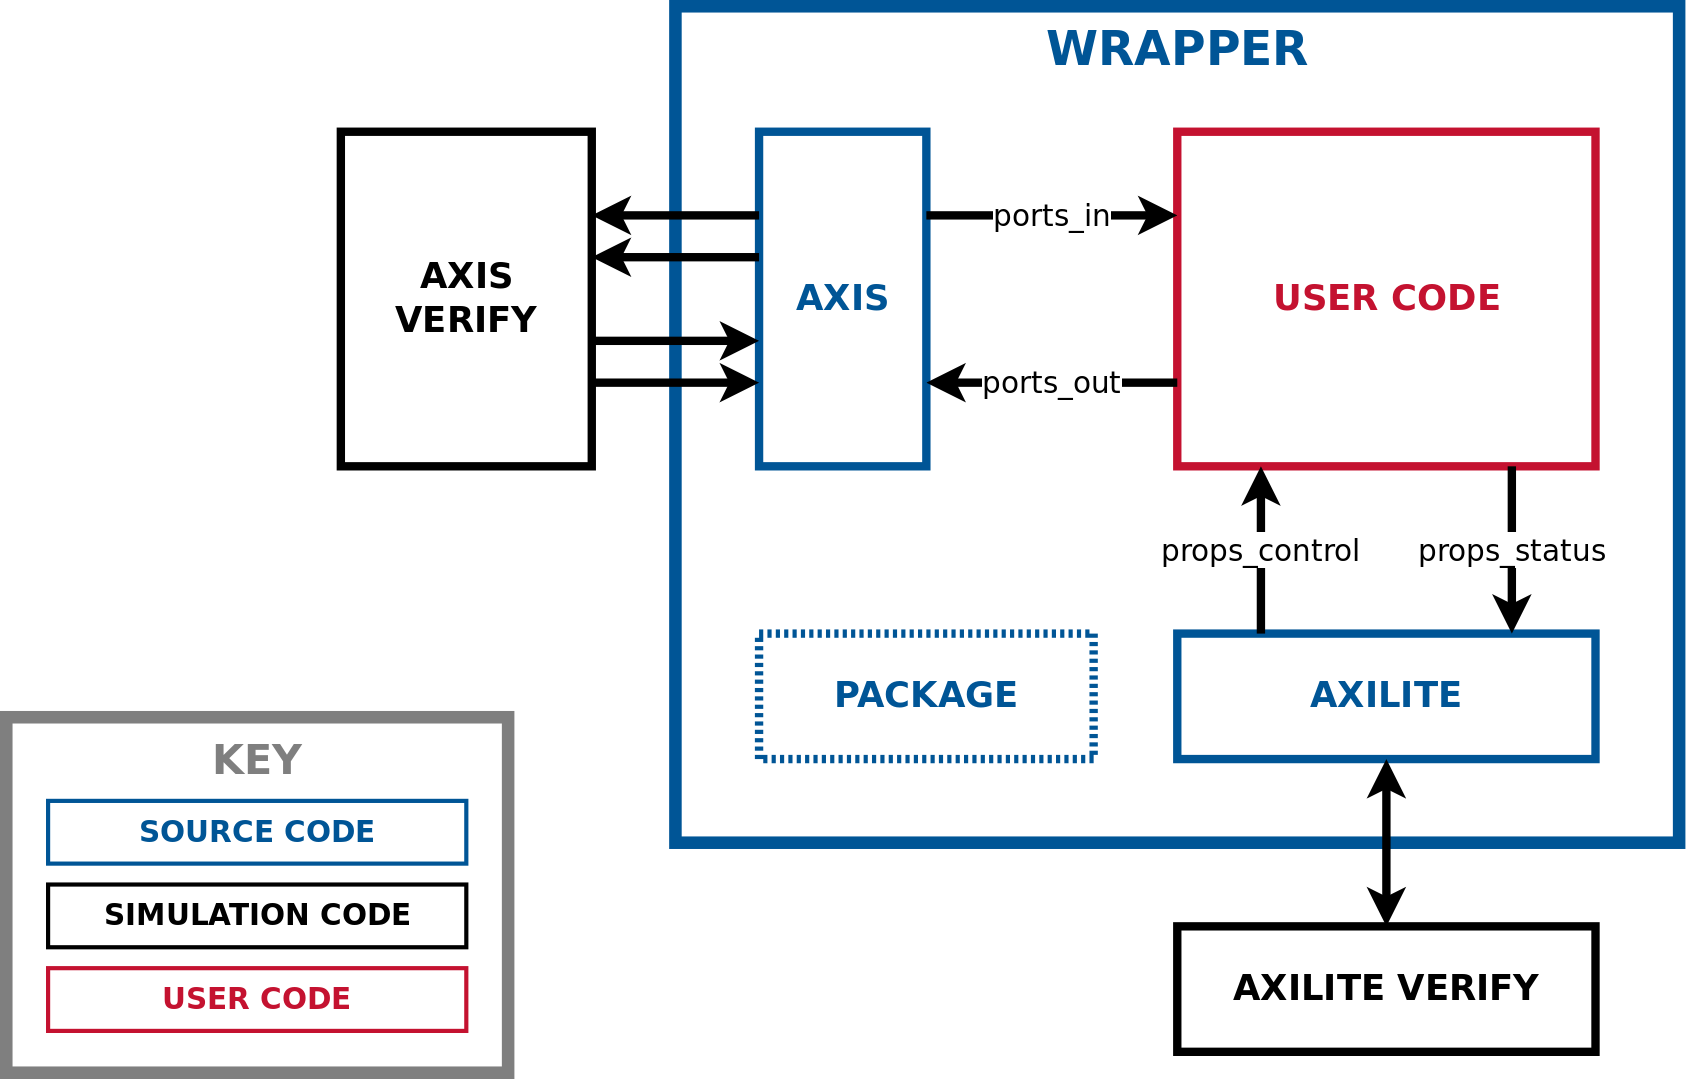 WRAPPER
AXIS
VERIFY
AXIS
ports_in
USER CODE
ports_out
props_control
props_status
PACKAGE
AXILITE
KEY
SOURCE CODE
SIMULATION CODE
USER CODE
AXILITE VERIFY